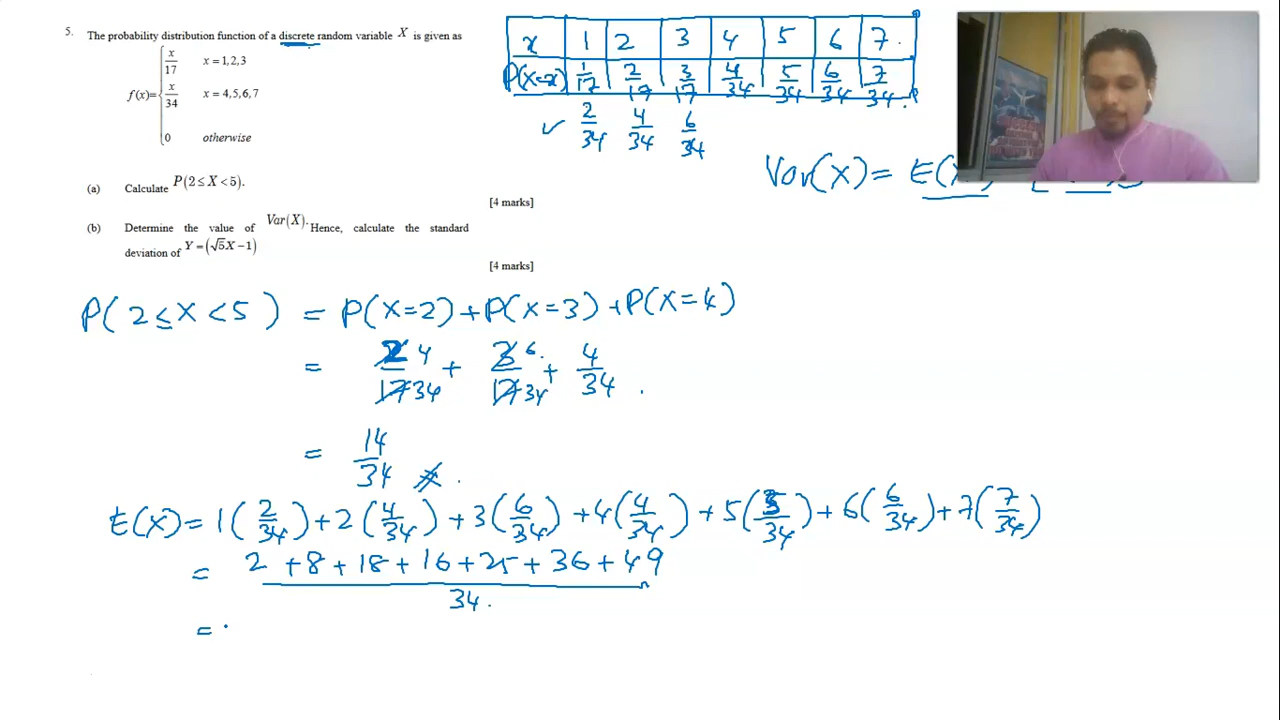 5. The probability distribution function of a discrete random variable X is given as
f(x)= { x/17 x = 1,2,3
x/34 x = 4,5,6,7
0 otherwise
(a) Calculate P(2 ≤ X < 5).
[4 marks]
(b) Determine the value of Var(X). Hence, calculate the standard
deviation of Y = (√5X − 1)
[4 marks]
x 1 2 3 4 5 6 7
P(X=x) 1/17 2/17 3/17 4/34 5/34 6/34 7/34
✓ 2/34 4/34 6/34
Var(X) = E(X
P(2 ≤ X < 5) = P(X=2) + P(X=3) + P(X=4)
= 2/17 4/34 + 3/17 6/34 + 4/34
= 14/34
E(X) = 1(2/34) + 2(4/34) + 3(6/34) + 4(4/34) + 5(5/34) + 6(6/34) + 7(7/34)
= 2 + 8 + 18 + 16 + 25 + 36 + 49
34
=